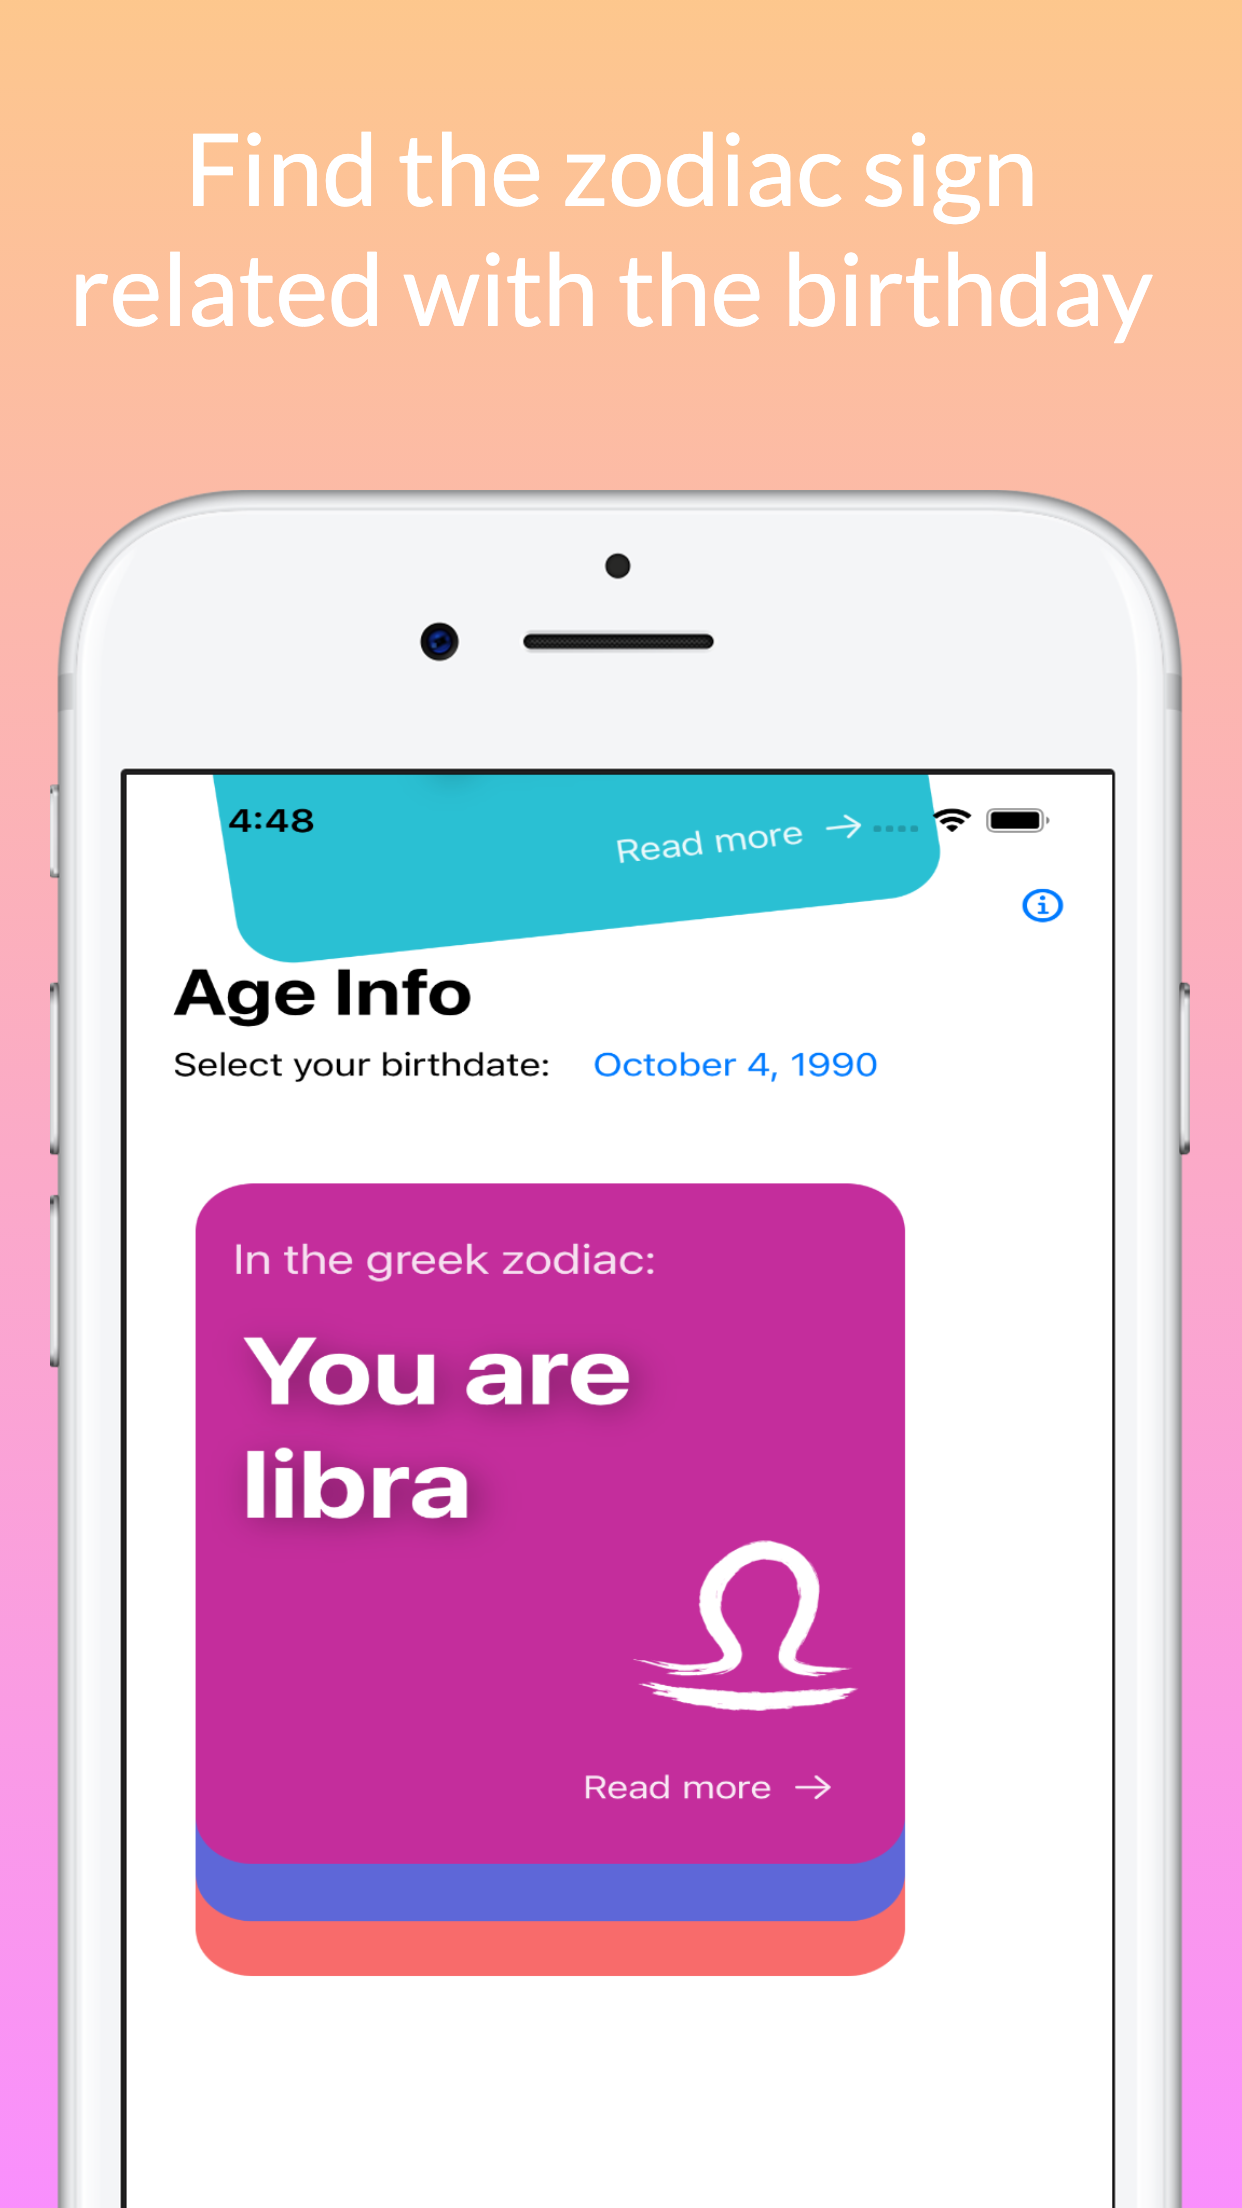 Find the zodiac sign
related with the birthday
4:48
Read more
Age Info
Select your birthdate: October 4, 1990
In the greek zodiac:
You are
libra
Read more